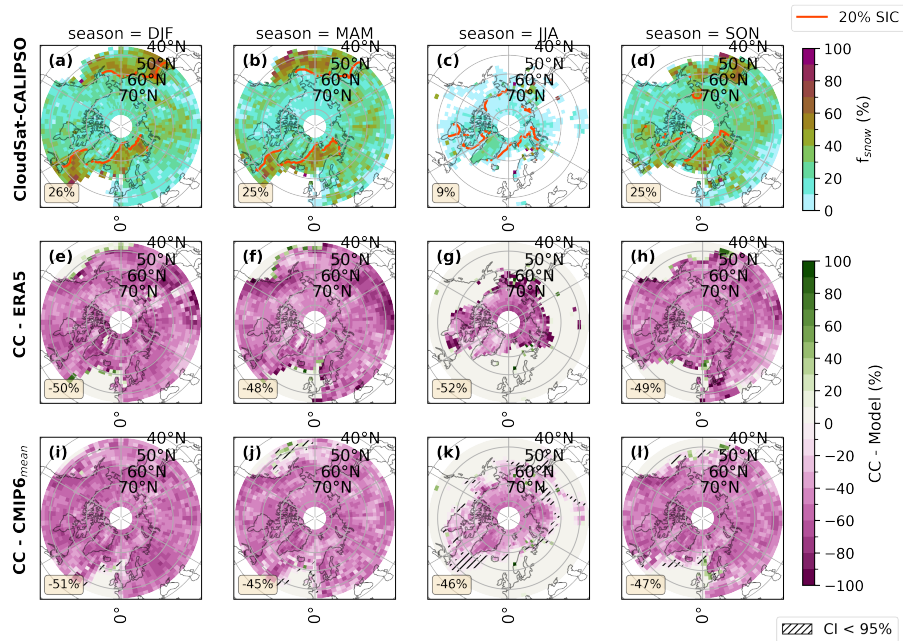 20% SIC
season = DJF
season = MAM
season = JJA
season = SON
CloudSat-CALIPSO
(a)
40°N
50°N
60°N
70°N
26%
0°
(b)
40°N
50°N
60°N
70°N
25%
0°
(c)
40°N
50°N
60°N
70°N
9%
0°
(d)
40°N
50°N
60°N
70°N
25%
0°
100
80
60
40
20
0
fsnow (%)
CC - ERA5
(e)
40°N
50°N
60°N
70°N
-50%
0°
(f)
40°N
50°N
60°N
70°N
-48%
0°
(g)
40°N
50°N
60°N
70°N
-52%
0°
(h)
40°N
50°N
60°N
70°N
-49%
0°
CC - CMIP6mean
(i)
40°N
50°N
60°N
70°N
-51%
0°
(j)
40°N
50°N
60°N
70°N
-45%
0°
(k)
40°N
50°N
60°N
70°N
-46%
0°
(l)
40°N
50°N
60°N
70°N
-47%
0°
100
80
60
40
20
0
−20
−40
−60
−80
−100
CC - Model (%)
CI < 95%